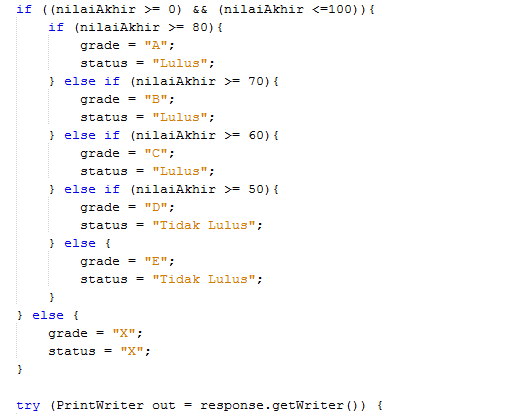 if ((nilaiAkhir >= 0) && (nilaiAkhir <=100)){
    if (nilaiAkhir >= 80){
        grade = "A";
        status = "Lulus";
    } else if (nilaiAkhir >= 70){
        grade = "B";
        status = "Lulus";
    } else if (nilaiAkhir >= 60){
        grade = "C";
        status = "Lulus";
    } else if (nilaiAkhir >= 50){
        grade = "D";
        status = "Tidak Lulus";
    } else {
        grade = "E";
        status = "Tidak Lulus";
    }
} else {
    grade = "X";
    status = "X";
}
try (PrintWriter out = response.getWriter()) {